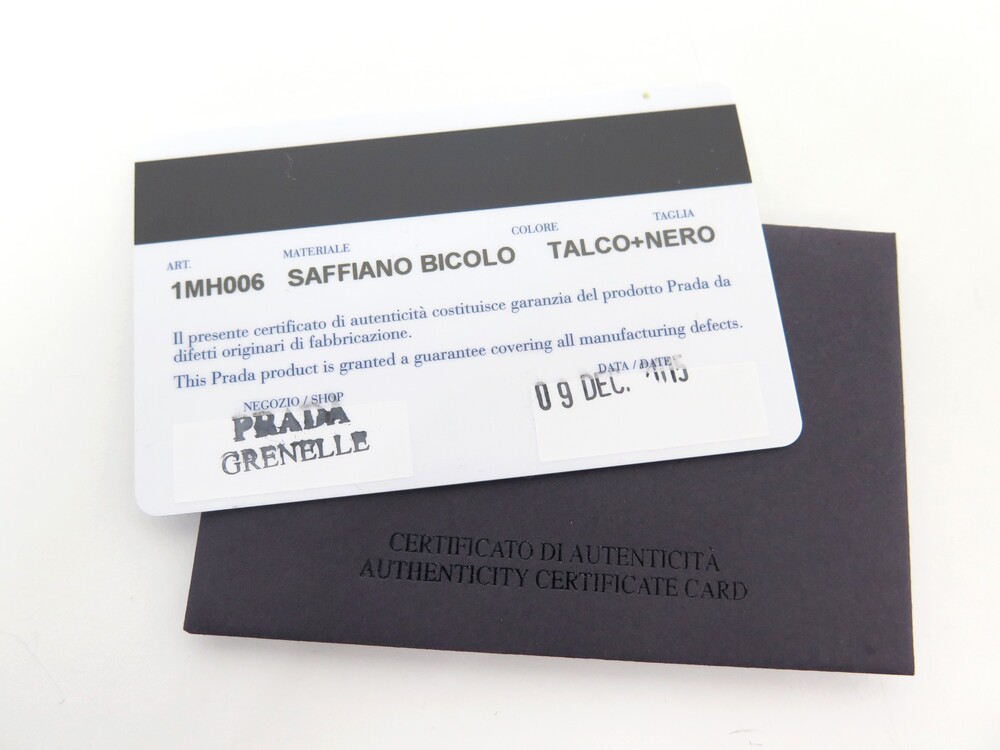 ART. MATERIALE COLORE TAGLIA
1MH006 SAFFIANO BICOLO TALCO+NERO
Il presente certificato di autenticità costituisce garanzia del prodotto Prada da
difetti originari di fabbricazione.
This Prada product is granted a guarantee covering all manufacturing defects.
NEGOZIO / SHOP DATA / DATE
PRADA
GRENELLE
09 DEC.
CERTIFICATO DI AUTENTICITÀ
AUTHENTICITY CERTIFICATE CARD